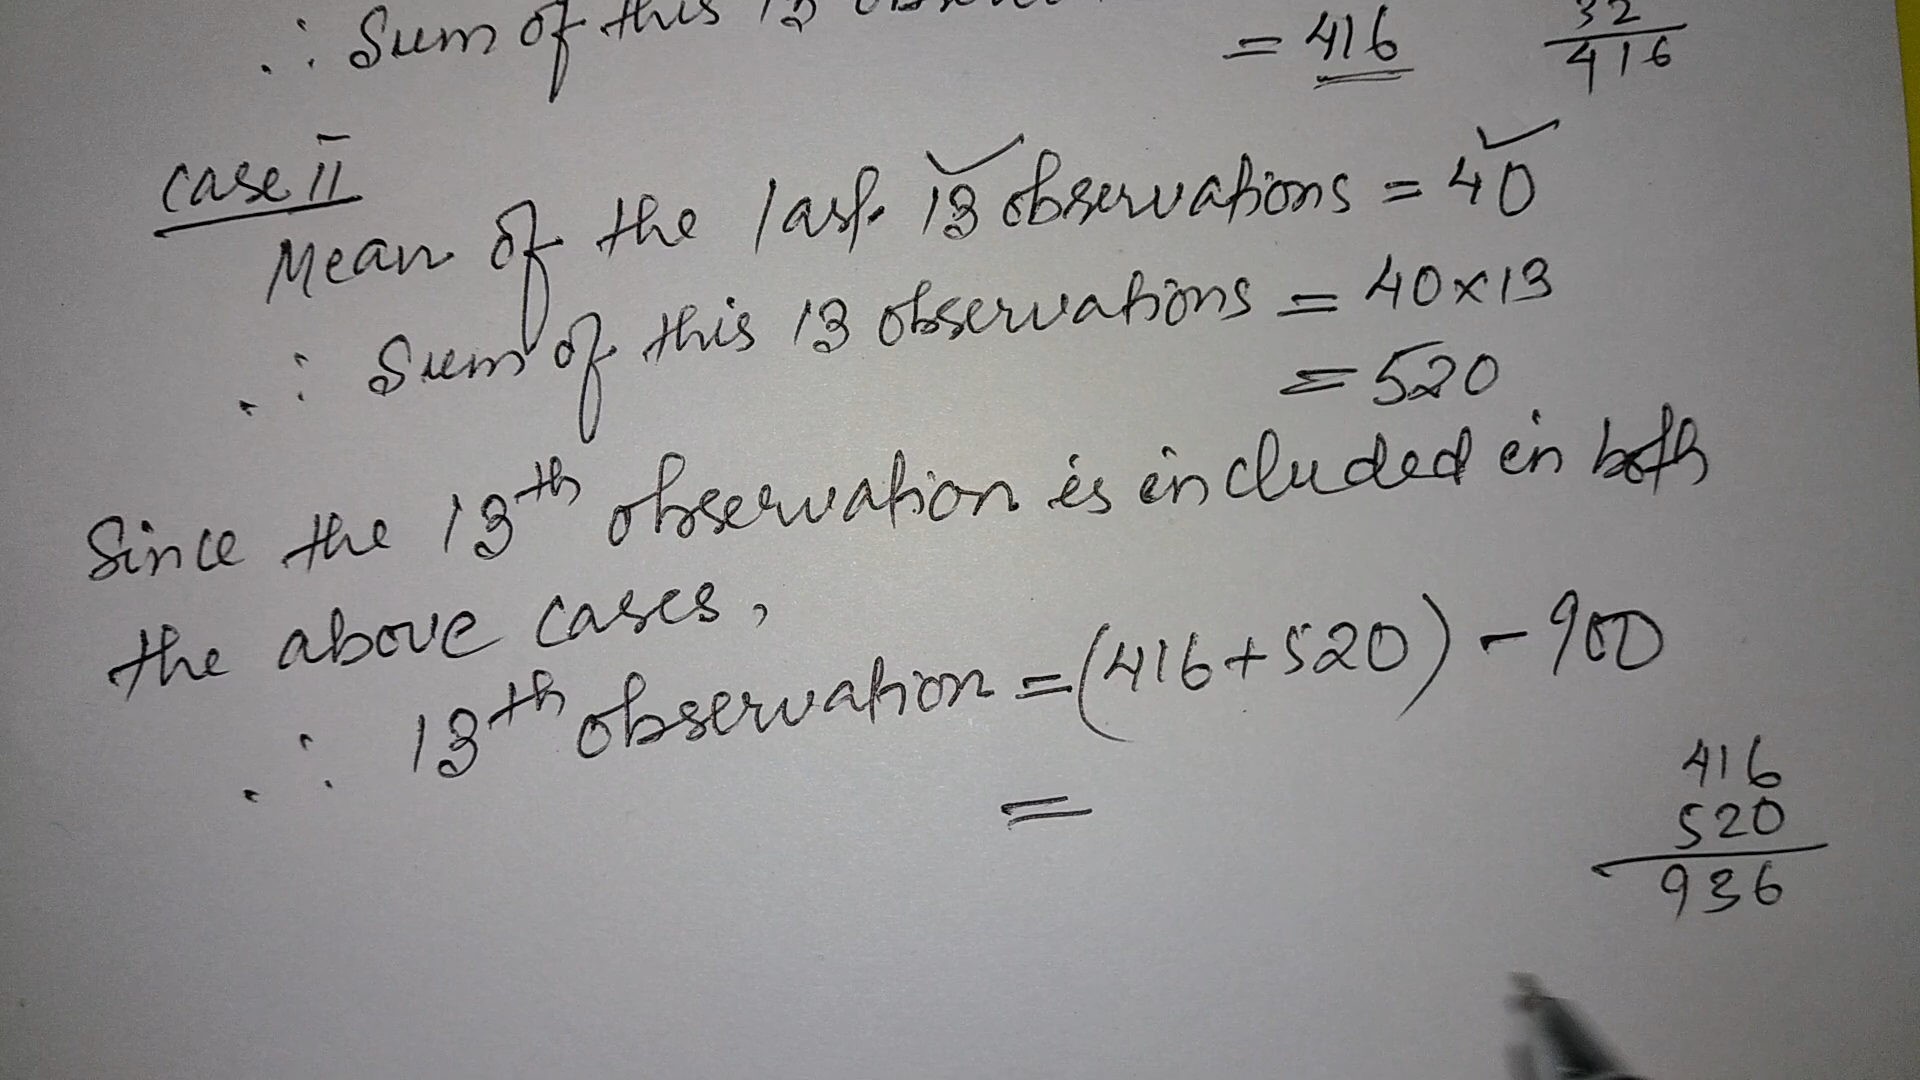 ∴ Sum of this 13
= 416
32
416
case II
Mean of the last 13 observations = 40
∴ Sum of this 13 observations = 40×13
= 520
Since the 13th observation is included in both
the above cases,
∴ 13th observation = (416+520) - 900
=
416
520
936